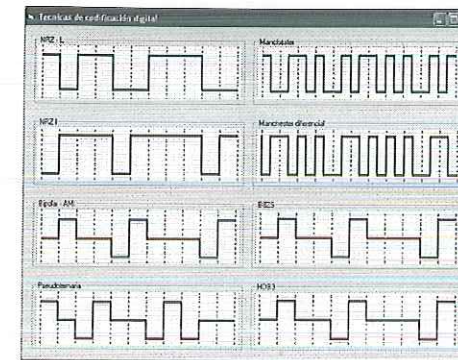 Tecnicas de codificación digital
NRZ - L
Manchester
NRZ I
Manchester diferencial
Bipolar - AMI
B8ZS
Pseudoternaria
HDB3